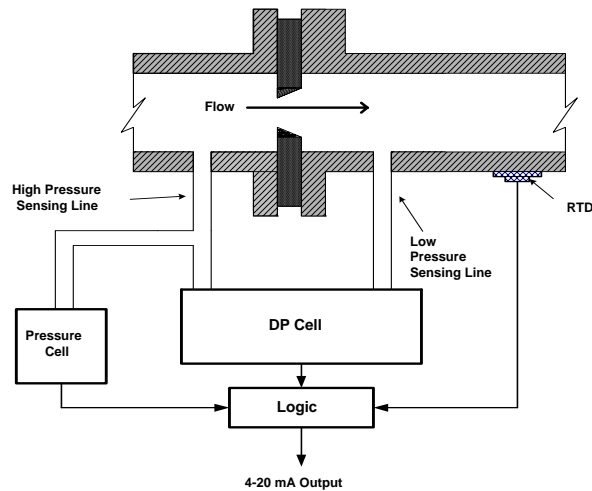 Flow
High Pressure
Sensing Line
RTD
Low
Pressure
Sensing Line
DP Cell
Pressure
Cell
Logic
4-20 mA Output